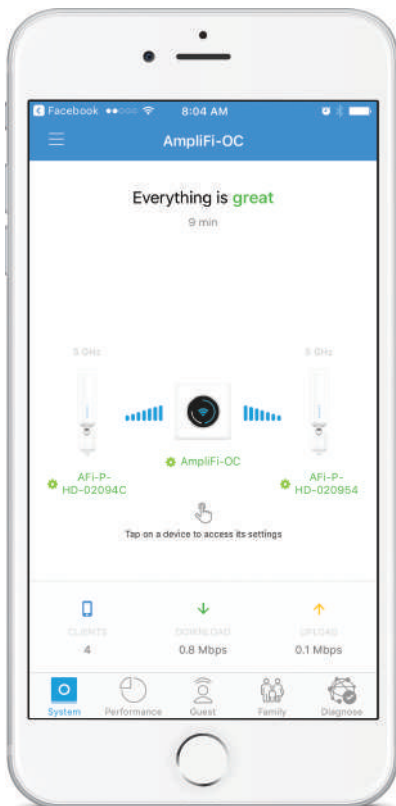 Facebook 8:04 AM
AmpliFi-OC
Everything is great
9 min
5 GHz 5 GHz
AmpliFi-OC
AFi-P-
HD-02094C
AFi-P-
HD-020954
Tap on a device to access its settings
CLIENTS DOWNLOAD UPLOAD
4 0.8 Mbps 0.1 Mbps
System Performance Guest Family Diagnose